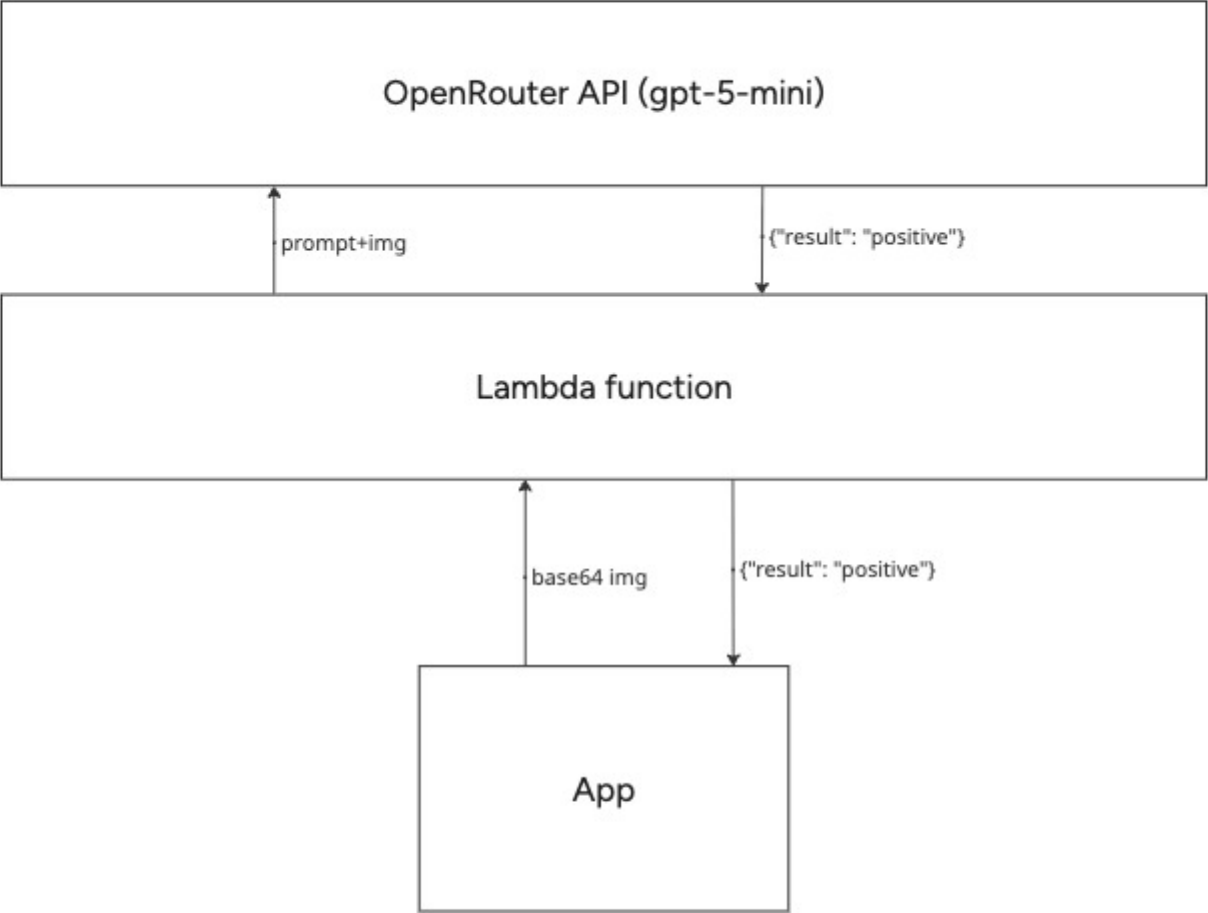 OpenRouter API (gpt-5-mini)
prompt+img
{"result": "positive"}
Lambda function
base64 img
{"result": "positive"}
App